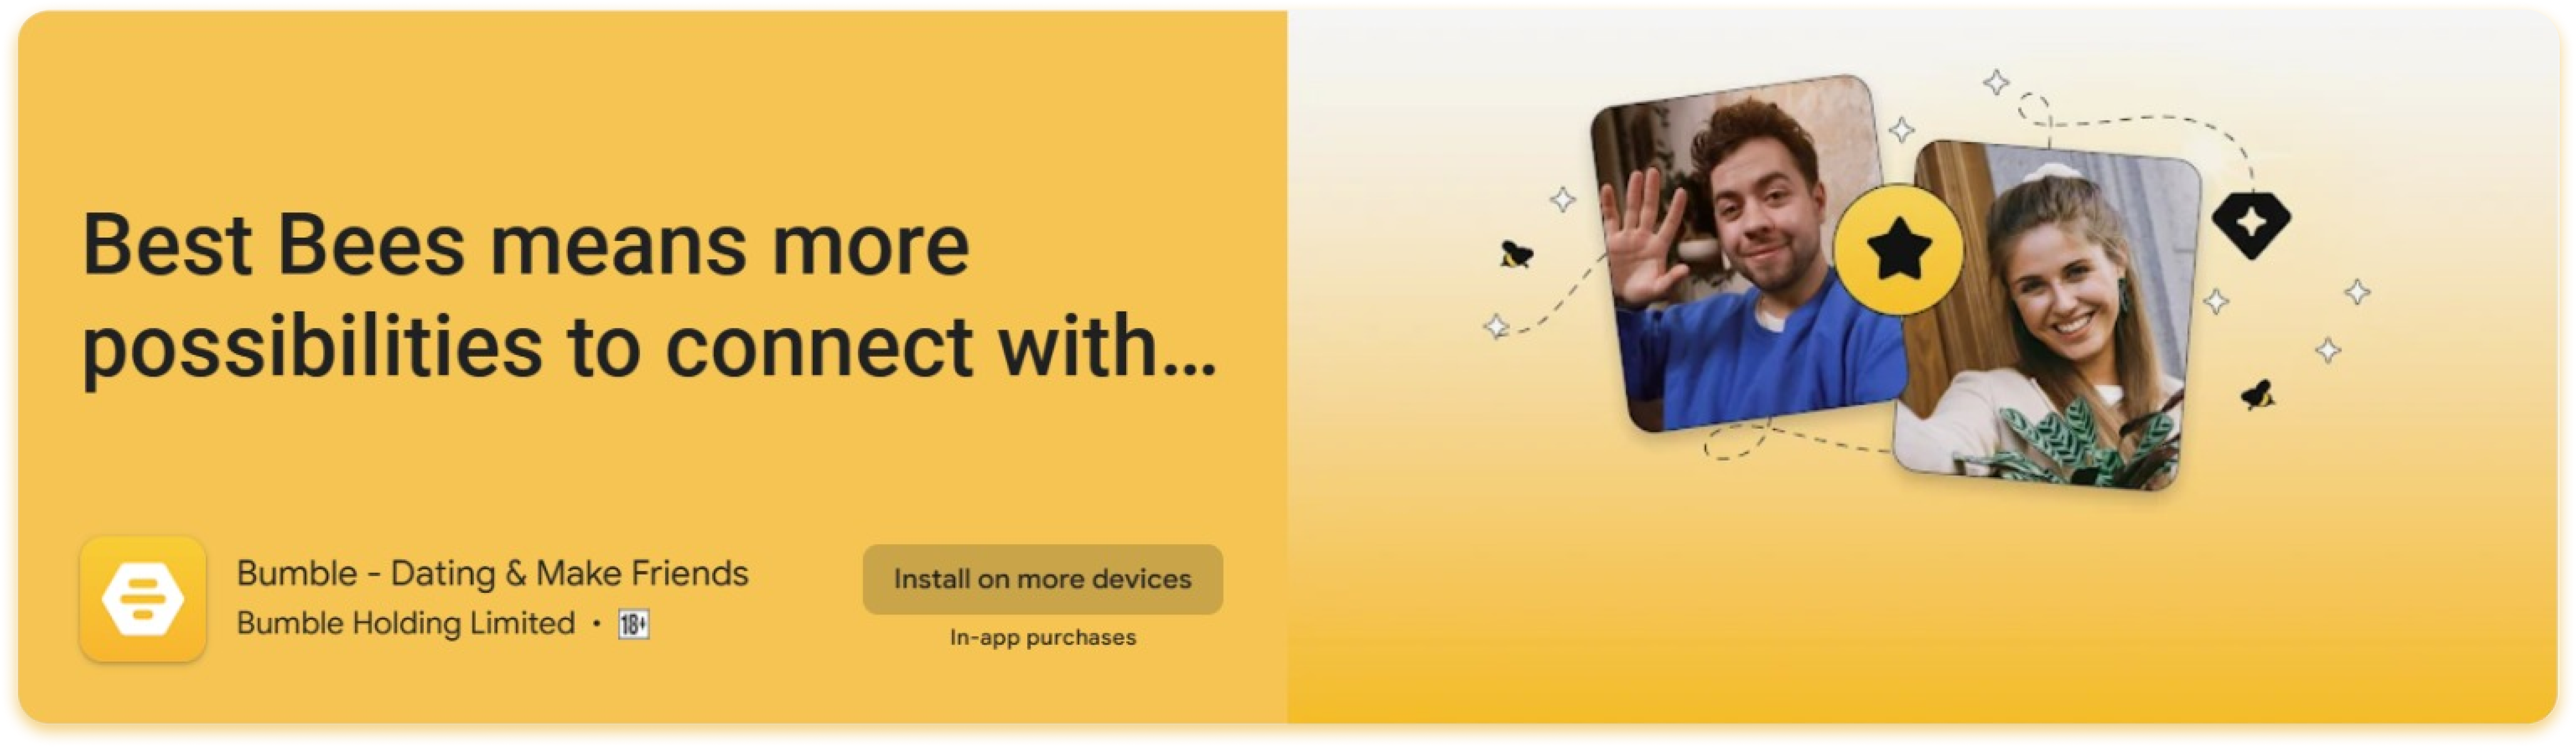 Best Bees means more
possibilities to connect with...
Bumble - Dating & Make Friends
Bumble Holding Limited • 18+
Install on more devices
In-app purchases